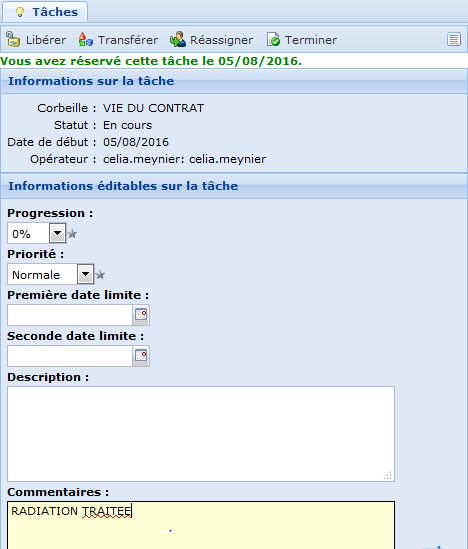 Tâches
Libérer Transférer Réassigner Terminer
Vous avez réservé cette tâche le 05/08/2016.
Informations sur la tâche
Corbeille : VIE DU CONTRAT
Statut : En cours
Date de début : 05/08/2016
Opérateur : celia.meynier: celia.meynier
Informations éditables sur la tâche
Progression :
0%
Priorité :
Normale
Première date limite :
Seconde date limite :
Description :
Commentaires :
RADIATION TRAITEE